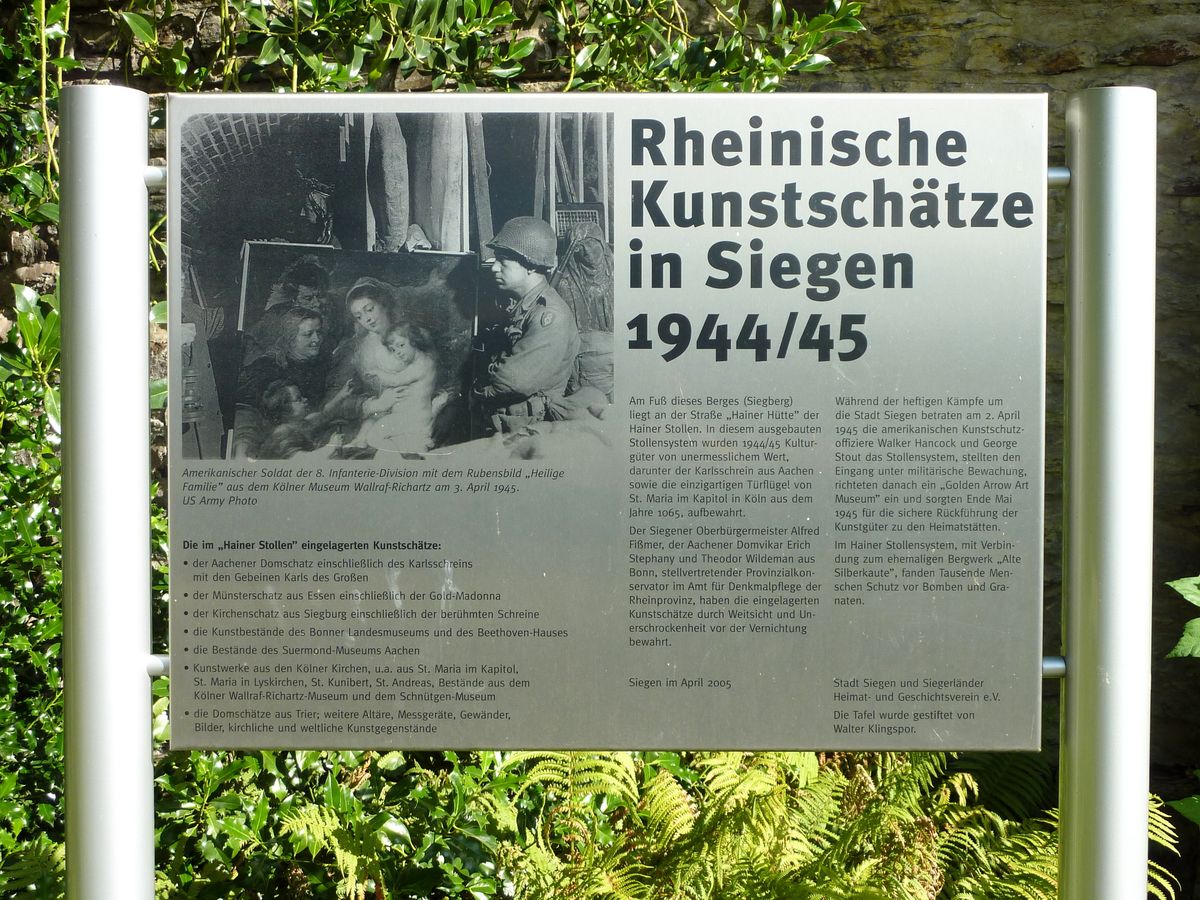 Rheinische
Kunstschätze
in Siegen
1944/45
Amerikanischer Soldat der 8. Infanterie-Division mit dem Rubensbild „Heilige
Familie“ aus dem Kölner Museum Wallraf-Richartz am 3. April 1945.
US Army Photo
Die im „Hainer Stollen“ eingelagerten Kunstschätze:
• der Aachener Domschatz einschließlich des Karlsschreins
mit den Gebeinen Karls des Großen
• der Münsterschatz aus Essen einschließlich der Gold-Madonna
• der Kirchenschatz aus Siegburg einschließlich der berühmten Schreine
• die Kunstbestände des Bonner Landesmuseums und des Beethoven-Hauses
• die Bestände des Suermond-Museums Aachen
• Kunstwerke aus den Kölner Kirchen, u.a. aus St. Maria im Kapitol,
St. Maria in Lyskirchen, St. Kunibert, St. Andreas, Bestände aus dem
Kölner Wallraf-Richartz-Museum und dem Schnütgen-Museum
• die Domschätze aus Trier; weitere Altäre, Messgeräte, Gewänder,
Bilder, kirchliche und weltliche Kunstgegenstände
Am Fuß dieses Berges (Siegberg)
liegt an der Straße „Hainer Hütte“ der
Hainer Stollen. In diesem ausgebauten
Stollensystem wurden 1944/45 Kultur-
güter von unermesslichem Wert,
darunter der Karlsschrein aus Aachen
sowie die einzigartigen Türflügel von
St. Maria im Kapitol in Köln aus dem
Jahre 1065, aufbewahrt.
Der Siegener Oberbürgermeister Alfred
Fißmer, der Aachener Domvikar Erich
Stephany und Theodor Wildeman aus
Bonn, stellvertretender Provinzialkon-
servator im Amt für Denkmalpflege der
Rheinprovinz, haben die eingelagerten
Kunstschätze durch Weitsicht und Un-
erschrockenheit vor der Vernichtung
bewahrt.
Siegen im April 2005
Während der heftigen Kämpfe um
die Stadt Siegen betraten am 2. April
1945 die amerikanischen Kunstschutz-
offiziere Walker Hancock und George
Stout das Stollensystem, stellten den
Eingang unter militärische Bewachung,
richteten danach ein „Golden Arrow Art
Museum“ ein und sorgten Ende Mai
1945 für die sichere Rückführung der
Kunstgüter zu den Heimatstätten.
Im Hainer Stollensystem, mit Verbin-
dung zum ehemaligen Bergwerk „Alte
Silberkaute“, fanden Tausende Men-
schen Schutz vor Bomben und Gra-
naten.
Stadt Siegen und Siegerländer
Heimat- und Geschichtsverein e.V.
Die Tafel wurde gestiftet von
Walter Klingspor.